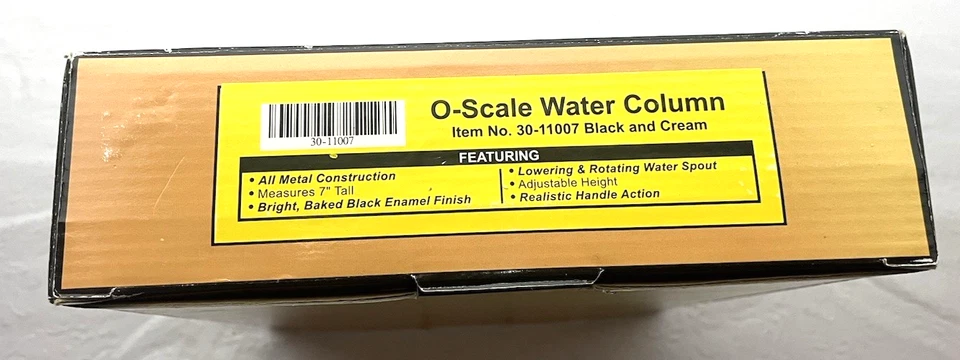 O-Scale Water Column
Item No. 30-11007 Black and Cream
30-11007
FEATURING
• All Metal Construction
• Measures 7" Tall
• Bright, Baked Black Enamel Finish
• Lowering & Rotating Water Spout
• Adjustable Height
• Realistic Handle Action